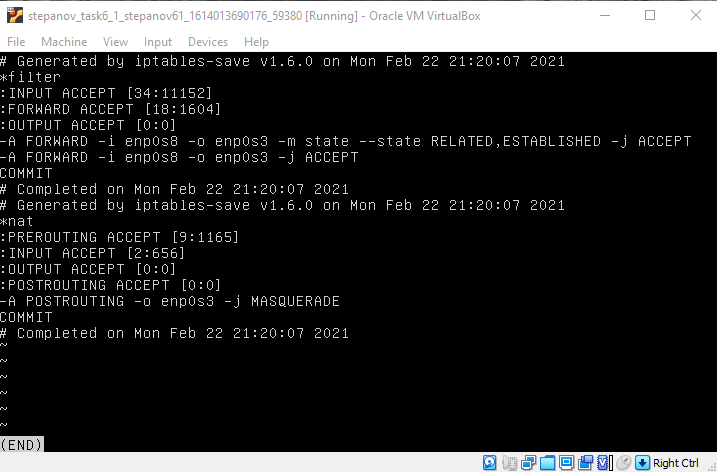 stepanov_task6_1_stepanov61_1614013690176_59380 [Running] - Oracle VM VirtualBox
File Machine View Input Devices Help
# Generated by iptables-save v1.6.0 on Mon Feb 22 21:20:07 2021
*filter
:INPUT ACCEPT [34:11152]
:FORWARD ACCEPT [18:1604]
:OUTPUT ACCEPT [0:0]
-A FORWARD -i enp0s8 -o enp0s3 -m state --state RELATED,ESTABLISHED -j ACCEPT
-A FORWARD -i enp0s8 -o enp0s3 -j ACCEPT
COMMIT
# Completed on Mon Feb 22 21:20:07 2021
# Generated by iptables-save v1.6.0 on Mon Feb 22 21:20:07 2021
*nat
:PREROUTING ACCEPT [9:1165]
:INPUT ACCEPT [2:656]
:OUTPUT ACCEPT [0:0]
:POSTROUTING ACCEPT [0:0]
-A POSTROUTING -o enp0s3 -j MASQUERADE
COMMIT
# Completed on Mon Feb 22 21:20:07 2021
~
~
~
~
~
~
(END)
Right Ctrl